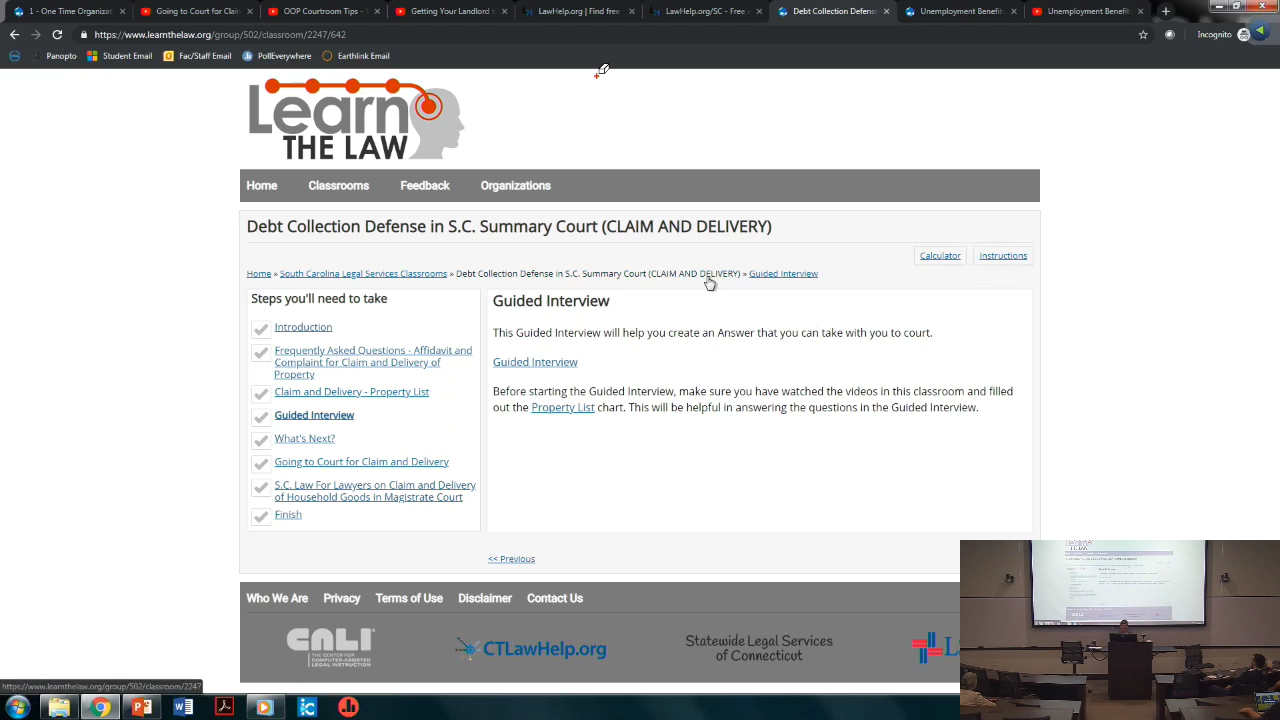 1 - One Time Organiz
Going to Court for Clai
OOP Courtroom Tips -
Getting Your Landlord t
LawHelp.org | Find free
LawHelp.org/SC - Free
Debt Collection Defens
Unemployment Benefit
Unemployment Benefit
https://www.learnthelaw.org/group/502/classroom/2247/642
Incognito
Panopto
Student Email
Fac/Staff Email
PollEverywhere
Earthlink Email
Learn
THE LAW
Home Classrooms Feedback Organizations
Debt Collection Defense in S.C. Summary Court (CLAIM AND DELIVERY)
Calculator Instructions
Home » South Carolina Legal Services Classrooms » Debt Collection Defense in S.C. Summary Court (CLAIM AND DELIVERY) » Guided Interview
Steps you'll need to take
Introduction
Frequently Asked Questions - Affidavit and
Complaint for Claim and Delivery of
Property
Claim and Delivery - Property List
Guided Interview
What's Next?
Going to Court for Claim and Delivery
S.C. Law For Lawyers on Claim and Delivery
of Household Goods in Magistrate Court
Finish
Guided Interview
This Guided Interview will help you create an Answer that you can take with you to court.
Guided Interview
Before starting the Guided Interview, make sure you have watched the videos in this classroom and filled
out the Property List chart. This will be helpful in answering the questions in the Guided Interview.
<< Previous
Who We Are Privacy Terms of Use Disclaimer Contact Us
CALI
THE CENTER FOR
COMPUTER-ASSISTED
LEGAL INSTRUCTION
CTLawHelp.org
Statewide Legal Services
of Connecticut
L
https://www.learnthelaw.org/group/502/classroom/2247